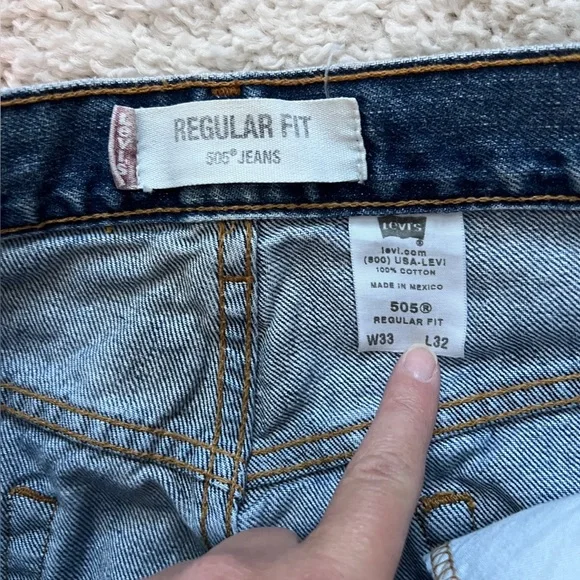 LEVI'S
REGULAR FIT
505® JEANS
Levi's
®
levi.com
(800) USA-LEVI
100% COTTON
MADE IN MEXICO
505®
REGULAR FIT
W33 L32